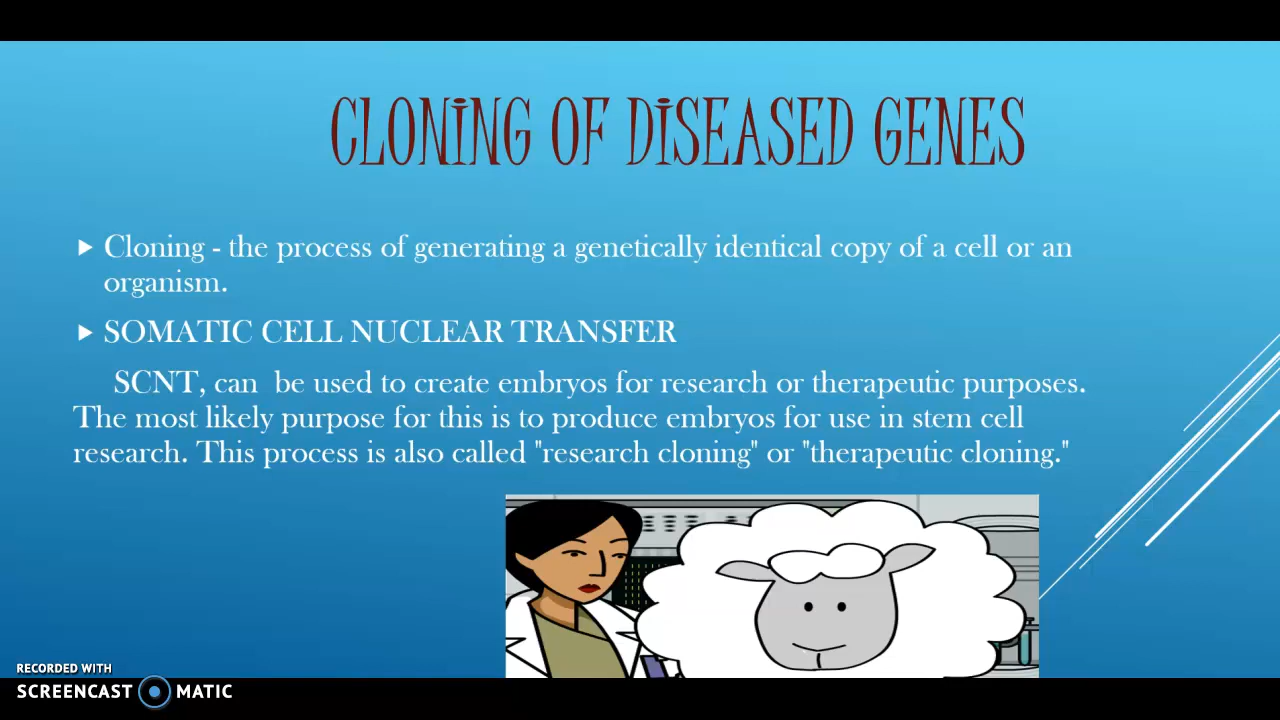 CLONING OF DISEASED GENES
Cloning - the process of generating a genetically identical copy of a cell or an
organism.
SOMATIC CELL NUCLEAR TRANSFER
SCNT, can be used to create embryos for research or therapeutic purposes.
The most likely purpose for this is to produce embryos for use in stem cell
research. This process is also called "research cloning" or "therapeutic cloning."
RECORDED WITH
SCREENCAST MATIC